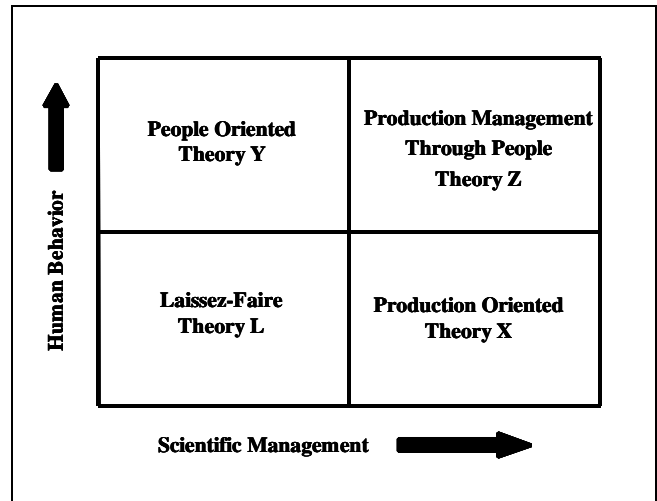 People Oriented
Theory Y
Production Management
Through People
Theory Z
Human Behavior
Laissez-Faire
Theory L
Production Oriented
Theory X
Scientific Management